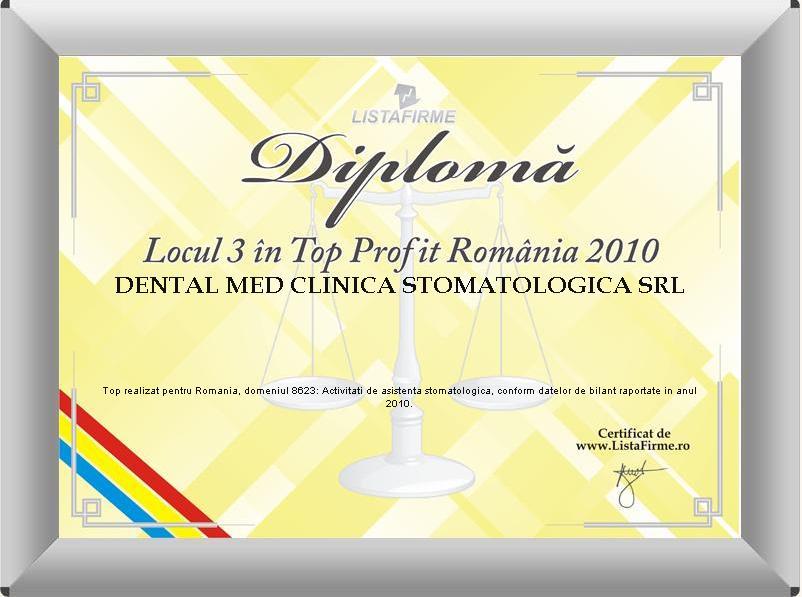 LISTAFIRME
Diplomă
Locul 3 în Top Profit România 2010
DENTAL MED CLINICA STOMATOLOGICA SRL
Top realizat pentru Romania, domeniul 8623: Activitati de asistenta stomatologica, conform datelor de bilant raportate in anul
2010.
Certificat de
www.ListaFirme.ro